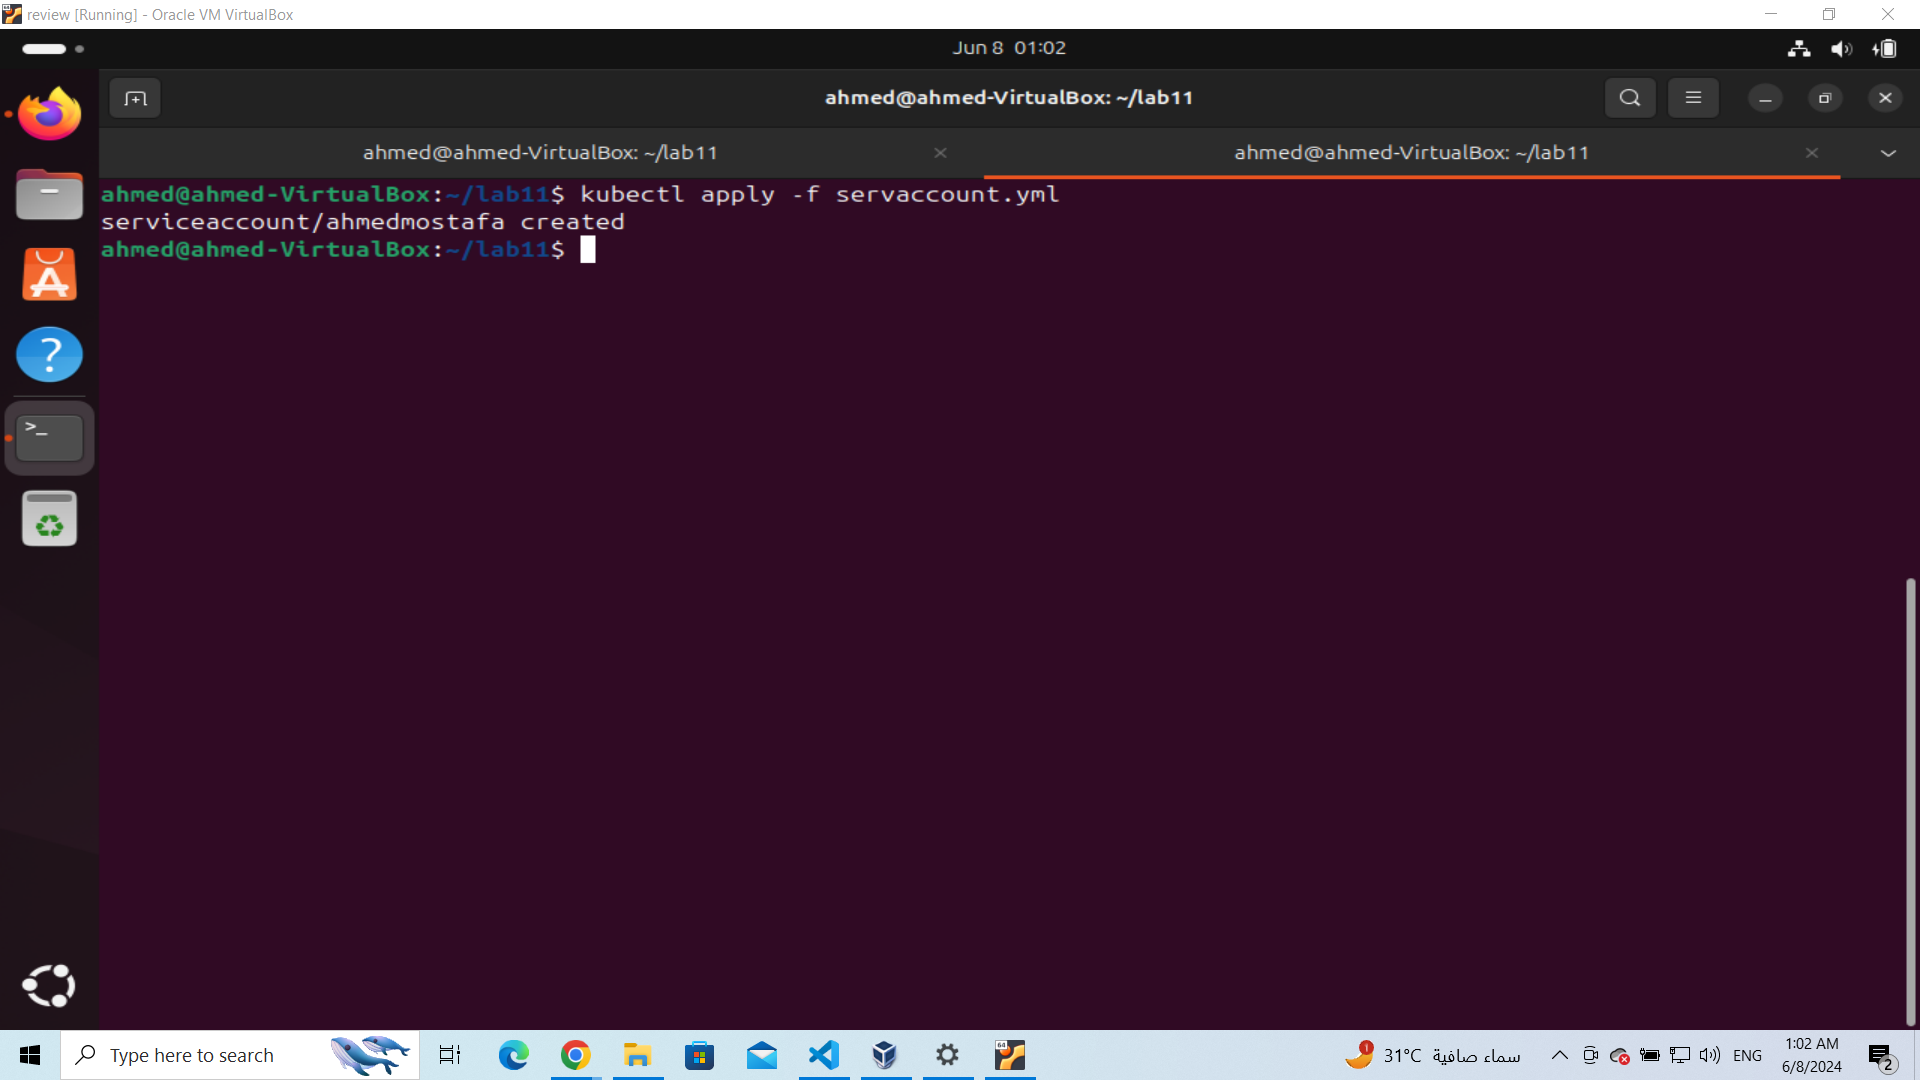 review [Running] - Oracle VM VirtualBox
Jun 8 01:02
ahmed@ahmed-VirtualBox: ~/lab11
ahmed@ahmed-VirtualBox: ~/lab11
ahmed@ahmed-VirtualBox: ~/lab11
ahmed@ahmed-VirtualBox:~/lab11$ kubectl apply -f servaccount.yml
serviceaccount/ahmedmostafa created
ahmed@ahmed-VirtualBox:~/lab11$
Type here to search
64
1
31°C سماء صافية
ENG
1:02 AM
6/8/2024
2